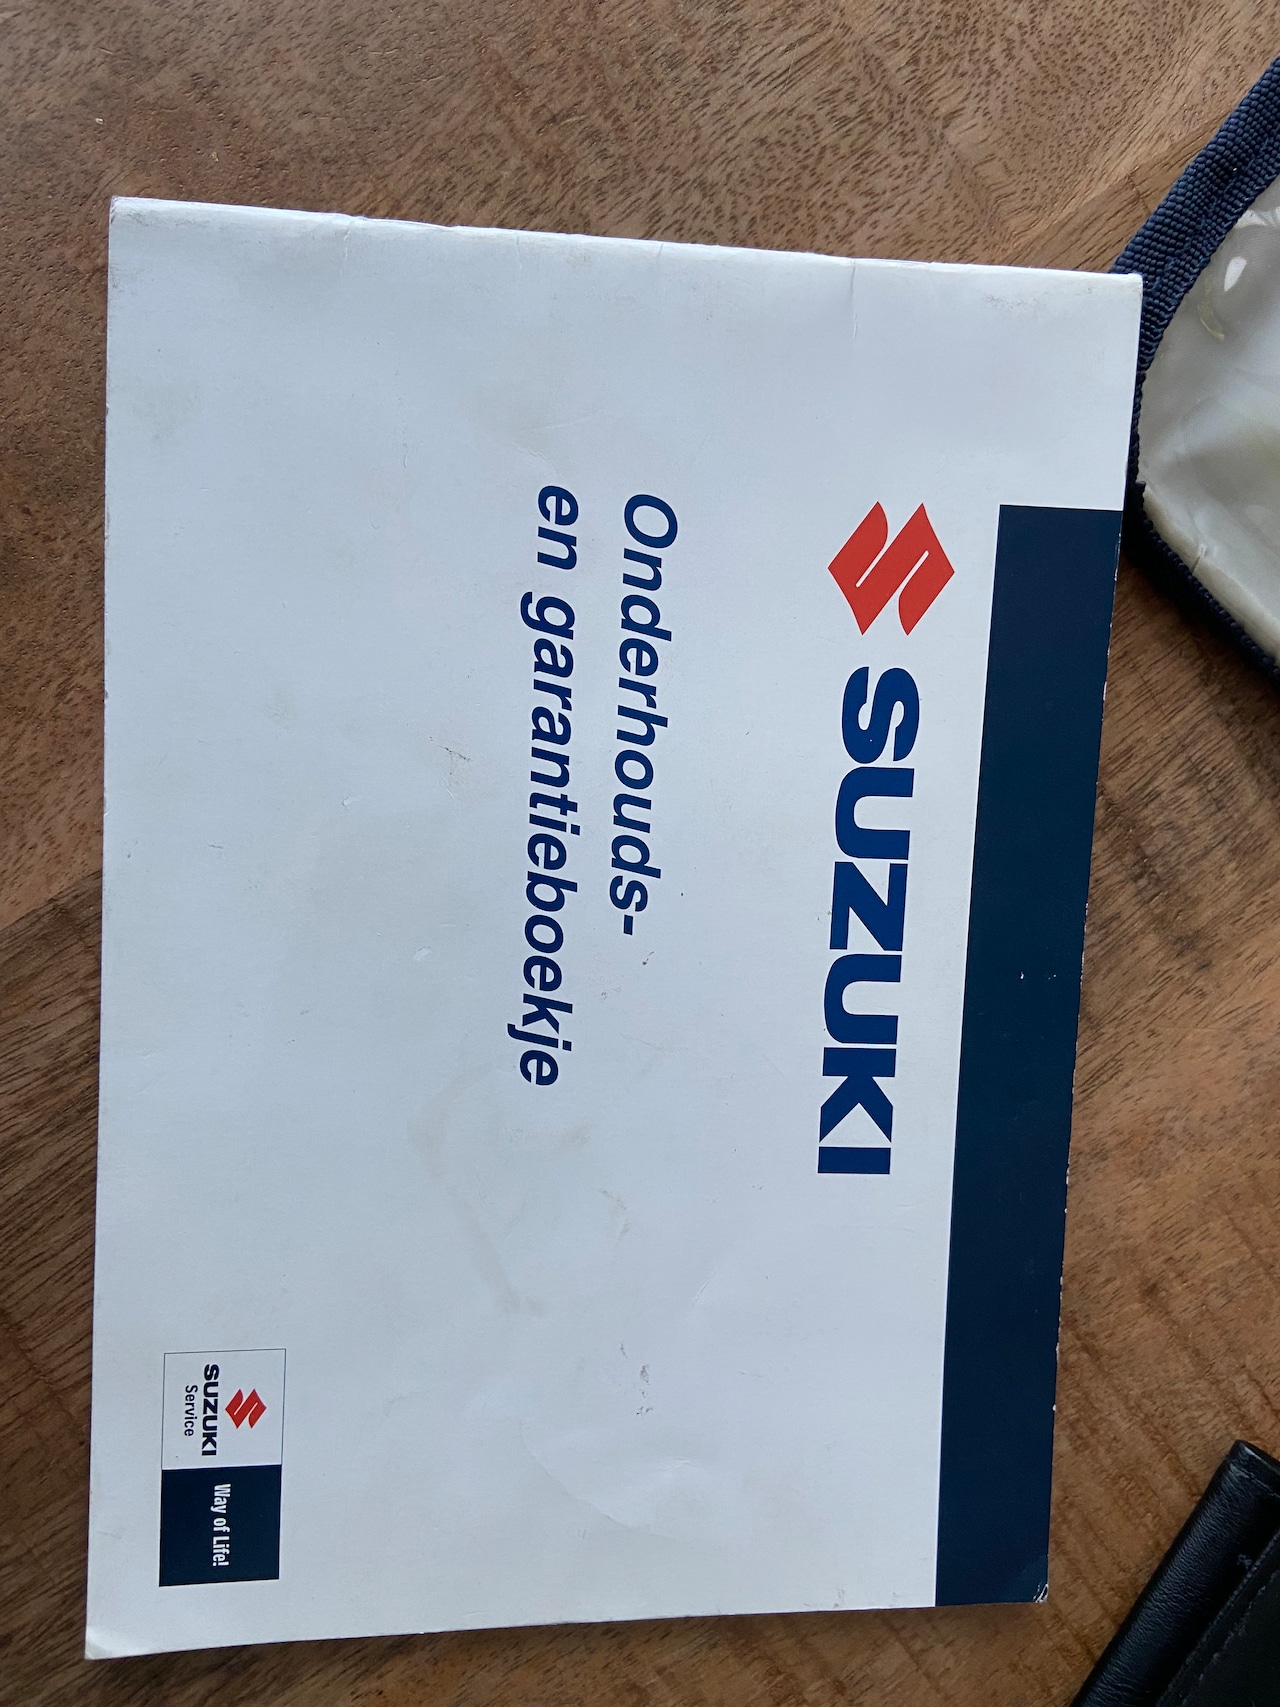 SUZUKI
Onderhouds-
en garantieboekje
SUZUKI
Service
Way of Life!